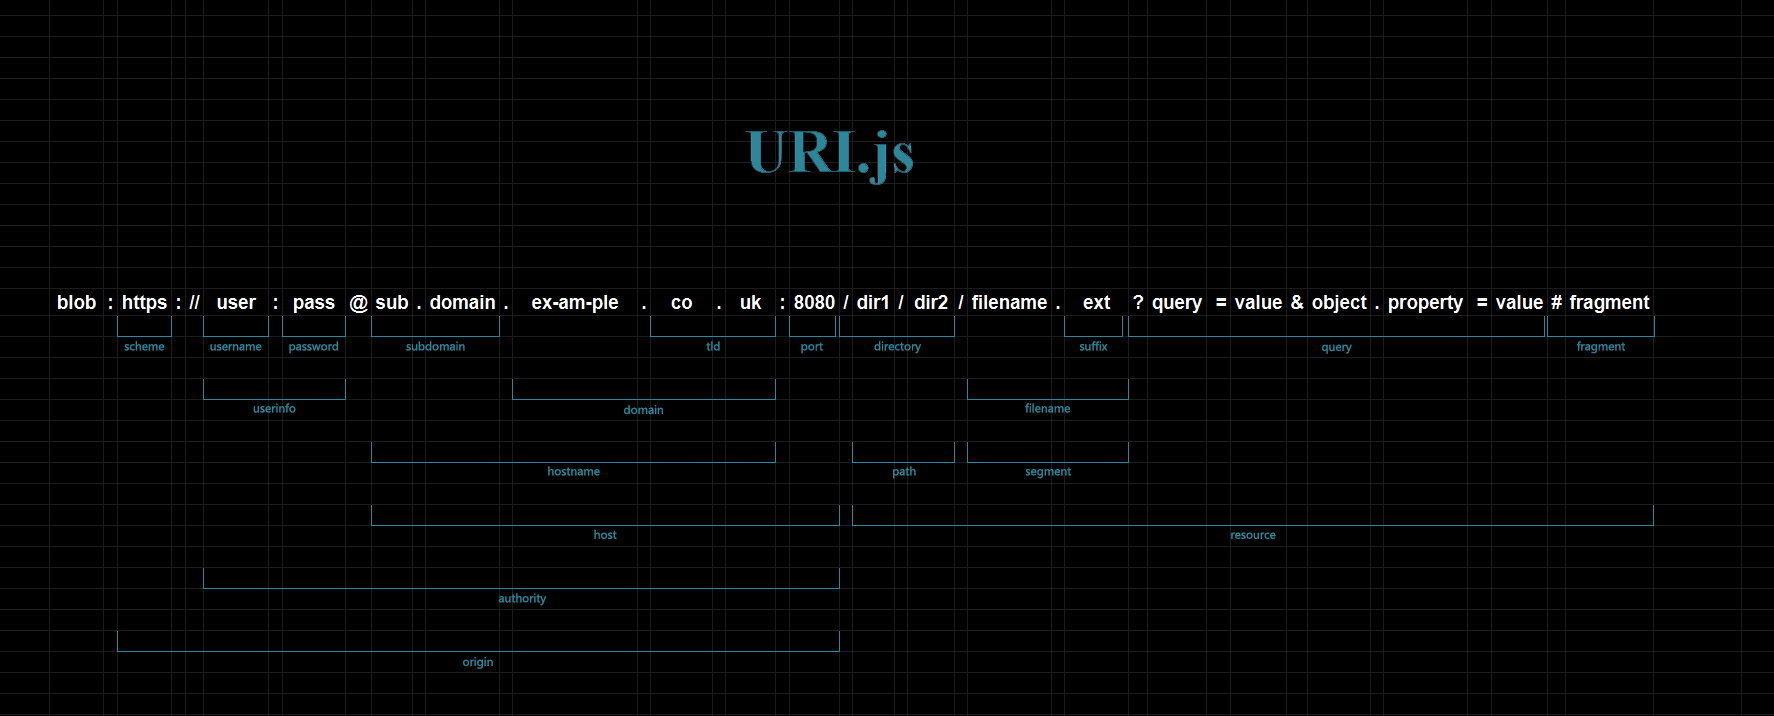 URI.js
blob : https : // user : pass @ sub . domain . ex-am-ple . co . uk : 8080 / dir1 / dir2 / filename . ext ? query = value & object . property = value # fragment
scheme username password subdomain tld port directory suffix query fragment
userinfo domain filename
hostname path segment
host resource
authority
origin